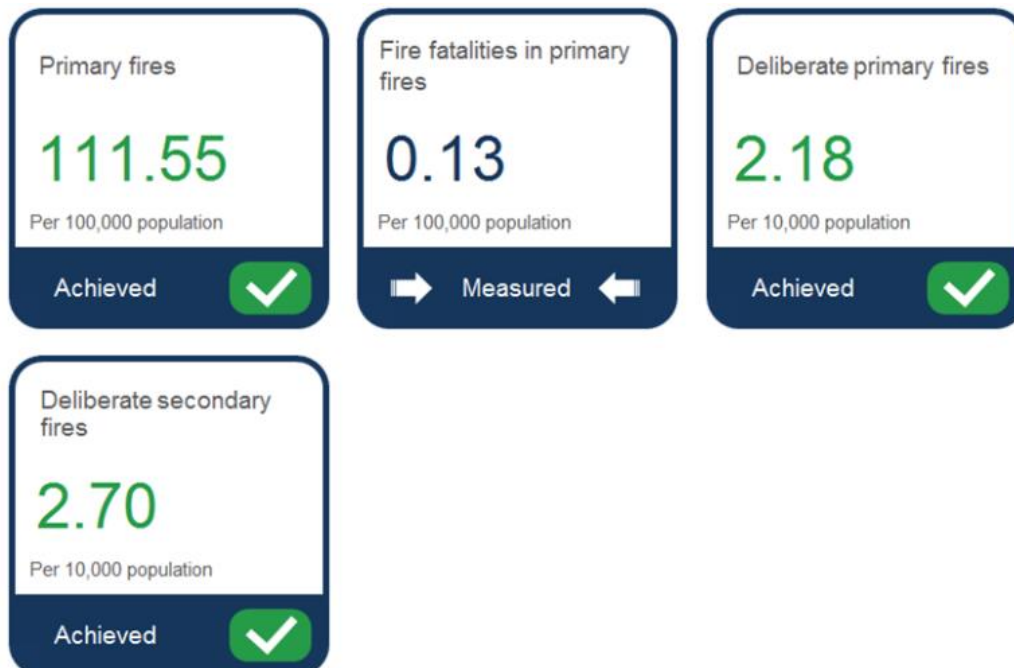 Primary fires
111.55
Per 100,000 population
Achieved
Fire fatalities in primary
fires
0.13
Per 100,000 population
Measured
Deliberate primary fires
2.18
Per 10,000 population
Achieved
Deliberate secondary
fires
2.70
Per 10,000 population
Achieved